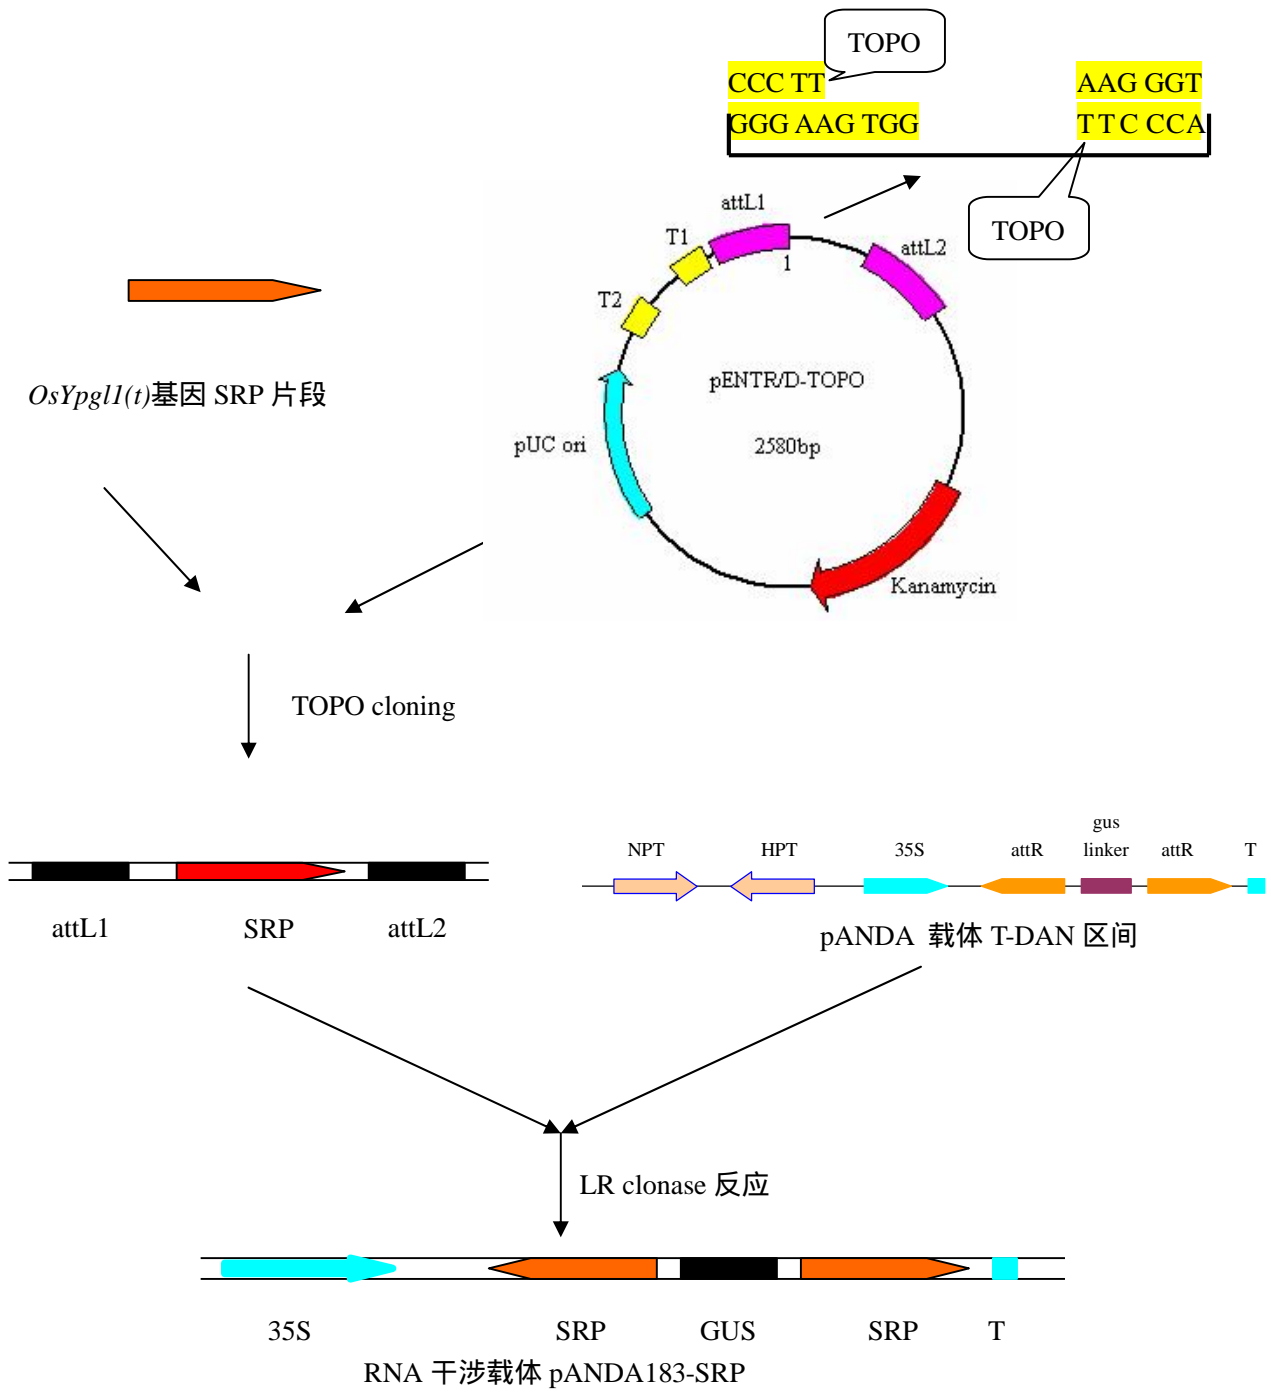 TOPO
CCC TT
AAG GGT
GGG AAG TGG
TTC CCA
TOPO
attL1
T1
1
attL2
T2
pENTR/D-TOPO
pUC ori
2580bp
Kanamycin
OsYpgl1(t)基因 SRP 片段
TOPO cloning
gus
NPT HPT 35S attR linker attR T
attL1 SRP attL2
pANDA 载体 T-DAN 区间
LR clonase 反应
35S SRP GUS SRP T
RNA 干涉载体 pANDA183-SRP